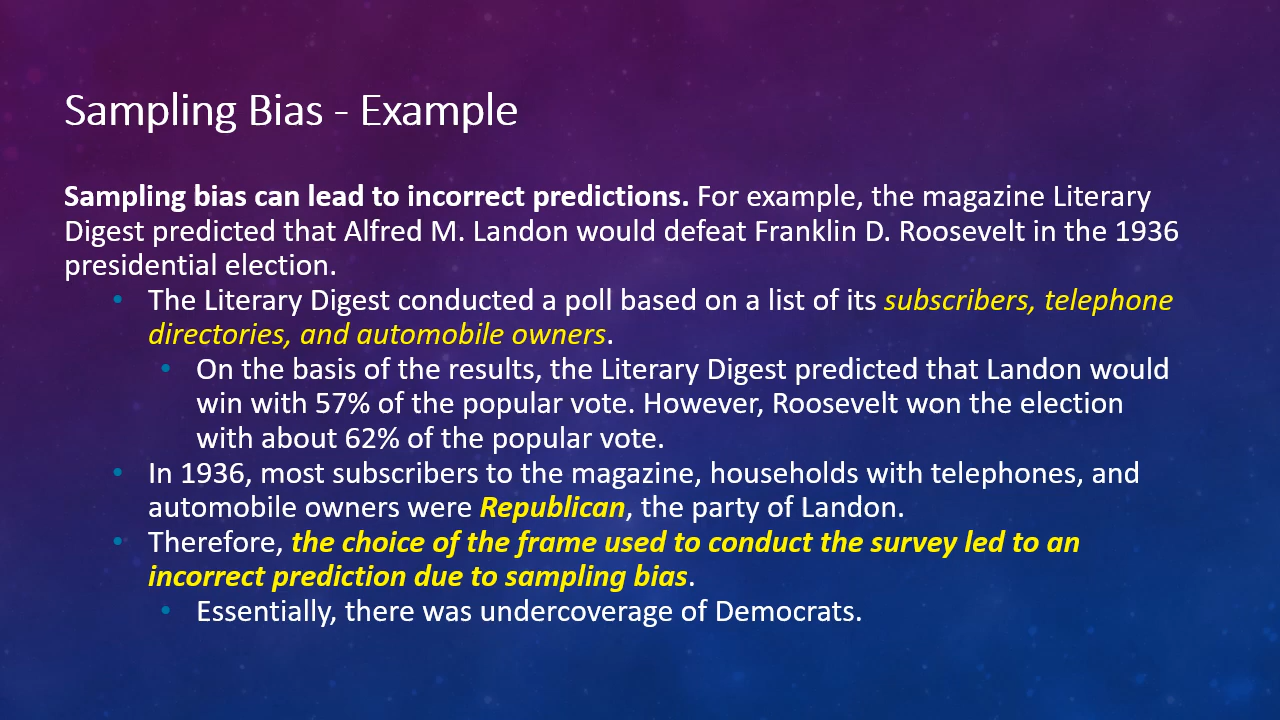 Sampling Bias - Example
Sampling bias can lead to incorrect predictions. For example, the magazine Literary
Digest predicted that Alfred M. Landon would defeat Franklin D. Roosevelt in the 1936
presidential election.
• The Literary Digest conducted a poll based on a list of its subscribers, telephone
directories, and automobile owners.
• On the basis of the results, the Literary Digest predicted that Landon would
win with 57% of the popular vote. However, Roosevelt won the election
with about 62% of the popular vote.
• In 1936, most subscribers to the magazine, households with telephones, and
automobile owners were Republican, the party of Landon.
• Therefore, the choice of the frame used to conduct the survey led to an
incorrect prediction due to sampling bias.
• Essentially, there was undercoverage of Democrats.